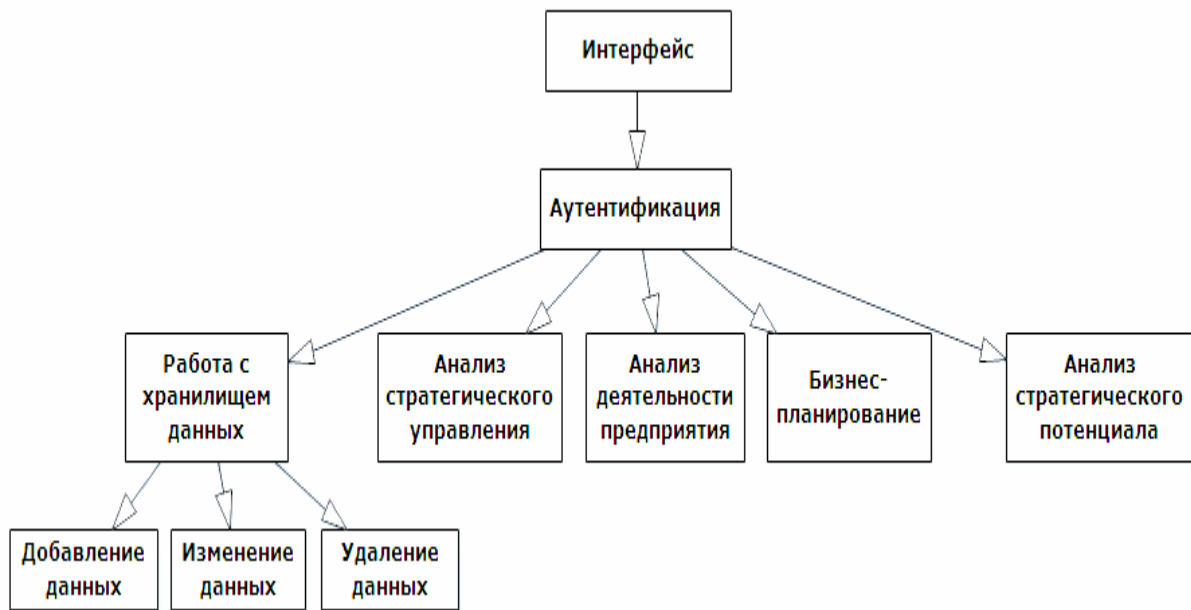 Интерфейс
Аутентификация
Работа с
хранилищем
данных
Анализ
стратегического
управления
Анализ
деятельности
предприятия
Бизнес-
планирование
Анализ
стратегического
потенциала
Добавление
данных
Изменение
данных
Удаление
данных